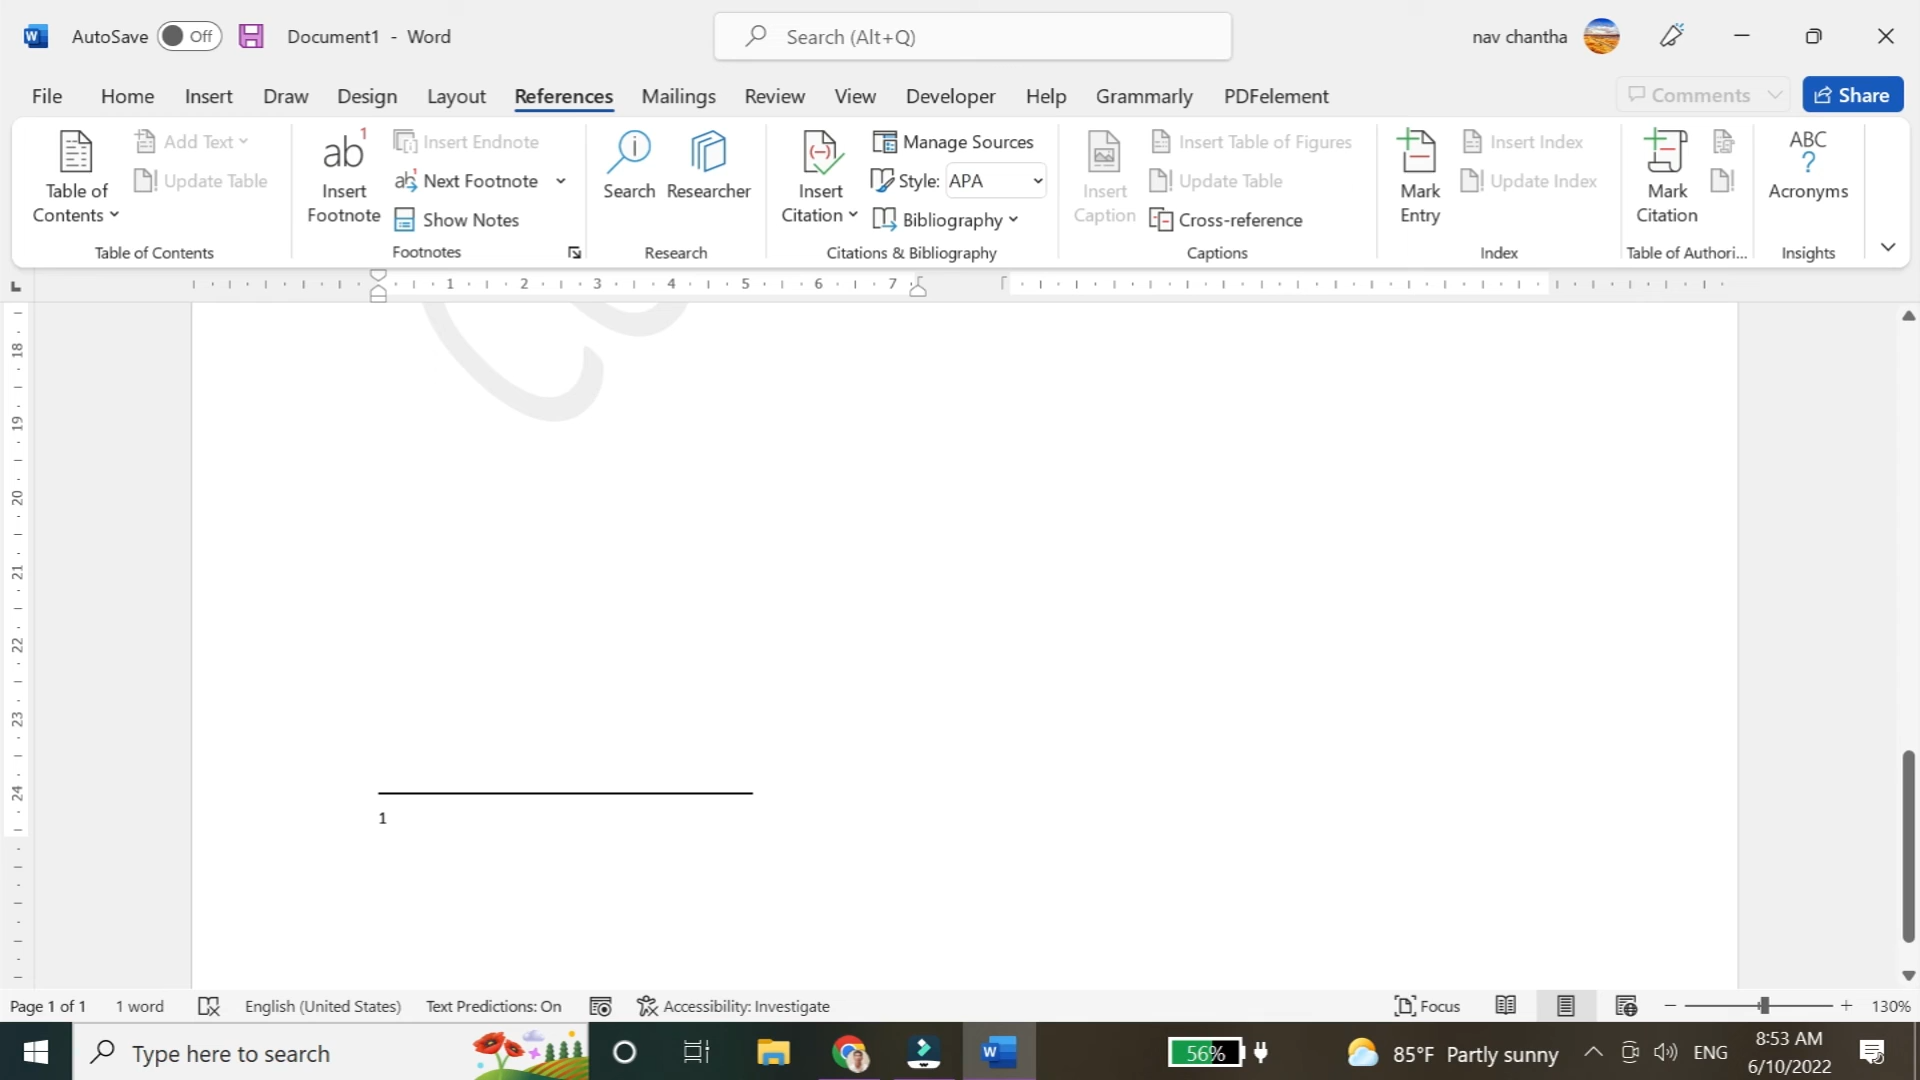 AutoSave Off Document1 - Word Search (Alt+Q) nav chantha
File Home Insert Draw Design Layout References Mailings Review View Developer Help Grammarly PDFelement Comments Share
Table of Contents
Add Text
Update Table
Table of Contents
ab1 Insert Footnote
Insert Endnote
Next Footnote
Show Notes
Footnotes
Search
Researcher
Research
Insert Citation
Manage Sources
Style: APA
Bibliography
Citations & Bibliography
Insert Caption
Insert Table of Figures
Update Table
Cross-reference
Captions
Mark Entry
Insert Index
Update Index
Index
Mark Citation
Table of Authori...
ABC ?
Acronyms
Insights
1 2 3 4 5 6 7
18
19
20
21
22
23
24
1
Page 1 of 1 1 word English (United States) Text Predictions: On Accessibility: Investigate Focus 130%
Type here to search 56% 85°F Partly sunny ENG 8:53 AM
6/10/2022